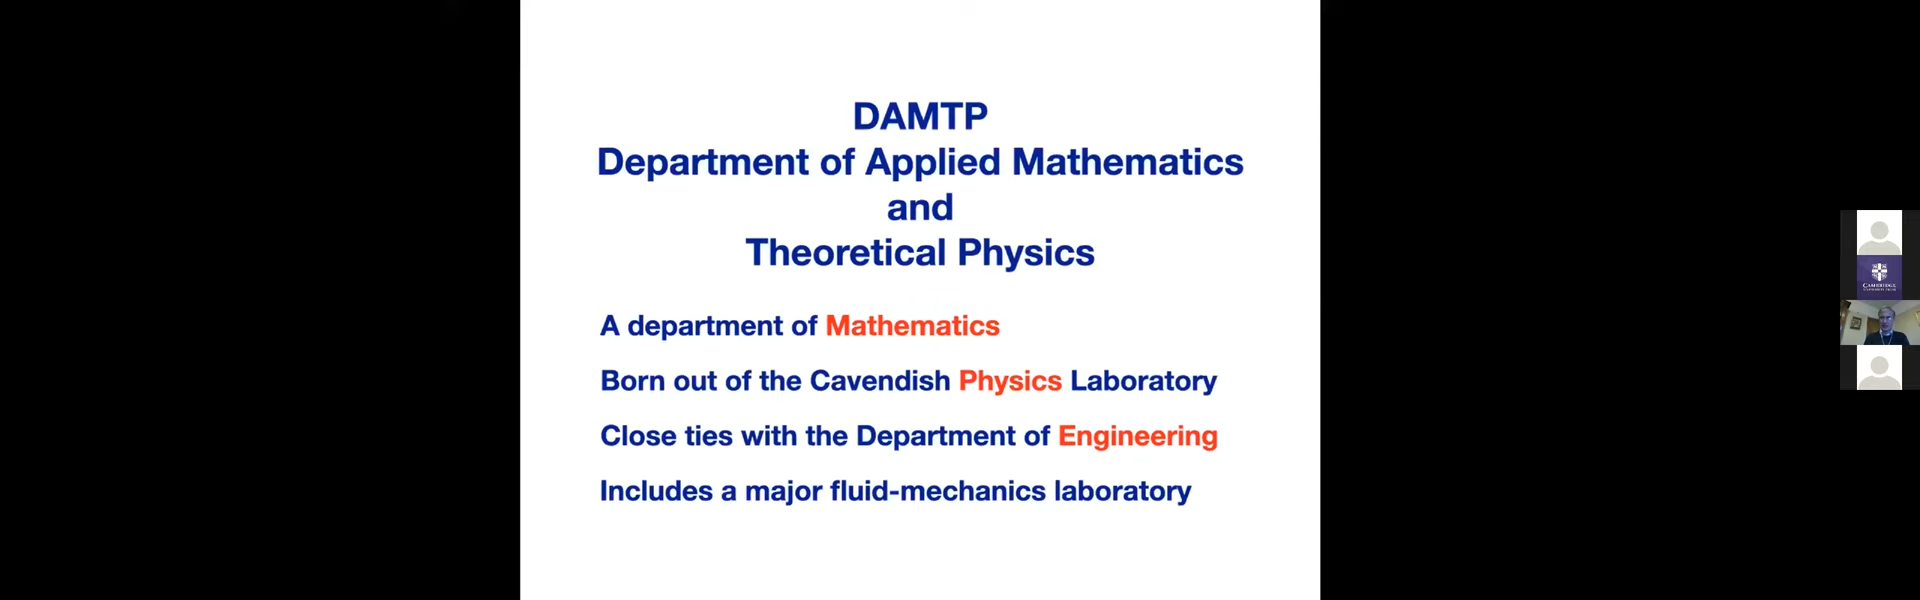 DAMTP
Department of Applied Mathematics
and
Theoretical Physics
A department of Mathematics
Born out of the Cavendish Physics Laboratory
Close ties with the Department of Engineering
Includes a major fluid-mechanics laboratory
CAMBRIDGE